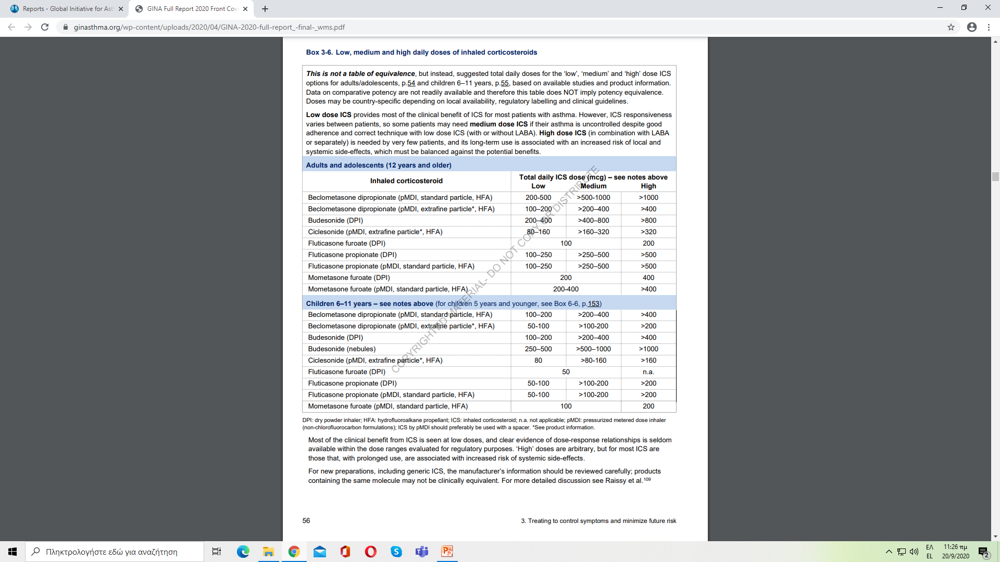 Reports - Global Initiative for Ast
GINA Full Report 2020 Front Cov
ginasthma.org/wp-content/uploads/2020/04/GINA-2020-full-report_-final-_wms.pdf
Box 3-6. Low, medium and high daily doses of inhaled corticosteroids
This is not a table of equivalence, but instead, suggested total daily doses for the ‘low’, ‘medium’ and ‘high’ dose ICS
options for adults/adolescents, p.54 and children 6–11 years, p.55, based on available studies and product information.
Data on comparative potency are not readily available and therefore this table does NOT imply potency equivalence.
Doses may be country-specific depending on local availability, regulatory labelling and clinical guidelines.
Low dose ICS provides most of the clinical benefit of ICS for most patients with asthma. However, ICS responsiveness
varies between patients, so some patients may need medium dose ICS if their asthma is uncontrolled despite good
adherence and correct technique with low dose ICS (with or without LABA). High dose ICS (in combination with LABA
or separately) is needed by very few patients, and its long-term use is associated with an increased risk of local and
systemic side-effects, which must be balanced against the potential benefits.
Adults and adolescents (12 years and older)
Inhaled corticosteroid
Total daily ICS dose (mcg) – see notes above
Low Medium High
Beclometasone dipropionate (pMDI, standard particle, HFA) 200-500 >500-1000 >1000
Beclometasone dipropionate (pMDI, extrafine particle*, HFA) 100–200 >200–400 >400
Budesonide (DPI) 200–400 >400–800 >800
Ciclesonide (pMDI, extrafine particle*, HFA) 80–160 >160–320 >320
Fluticasone furoate (DPI) 100 200
Fluticasone propionate (DPI) 100–250 >250–500 >500
Fluticasone propionate (pMDI, standard particle, HFA) 100–250 >250–500 >500
Mometasone furoate (DPI) 200 400
Mometasone furoate (pMDI, standard particle, HFA) 200-400 >400
Children 6–11 years – see notes above (for children 5 years and younger, see Box 6-6, p.153)
Beclometasone dipropionate (pMDI, standard particle, HFA) 100–200 >200–400 >400
Beclometasone dipropionate (pMDI, extrafine particle*, HFA) 50-100 >100-200 >200
Budesonide (DPI) 100–200 >200–400 >400
Budesonide (nebules) 250–500 >500–1000 >1000
Ciclesonide (pMDI, extrafine particle*, HFA) 80 >80-160 >160
Fluticasone furoate (DPI) 50 n.a.
Fluticasone propionate (DPI) 50-100 >100-200 >200
Fluticasone propionate (pMDI, standard particle, HFA) 50-100 >100-200 >200
Mometasone furoate (pMDI, standard particle, HFA) 100 200
COPYRIGHTED MATERIAL- DO NOT COPY OR DISTRIBUTE
DPI: dry powder inhaler; HFA: hydrofluoroalkane propellant; ICS: inhaled corticosteroid; n.a. not applicable; pMDI: pressurized metered dose inhaler
(non-chlorofluorocarbon formulations); ICS by pMDI should preferably be used with a spacer. *See product information.
Most of the clinical benefit from ICS is seen at low doses, and clear evidence of dose-response relationships is seldom
available within the dose ranges evaluated for regulatory purposes. ‘High’ doses are arbitrary, but for most ICS are
those that, with prolonged use, are associated with increased risk of systemic side-effects.
For new preparations, including generic ICS, the manufacturer’s information should be reviewed carefully; products
containing the same molecule may not be clinically equivalent. For more detailed discussion see Raissy et al.109
56 3. Treating to control symptoms and minimize future risk
Πληκτρολογήστε εδώ για αναζήτηση
ΕΛ
EL
11:26 πμ
20/9/2020
2